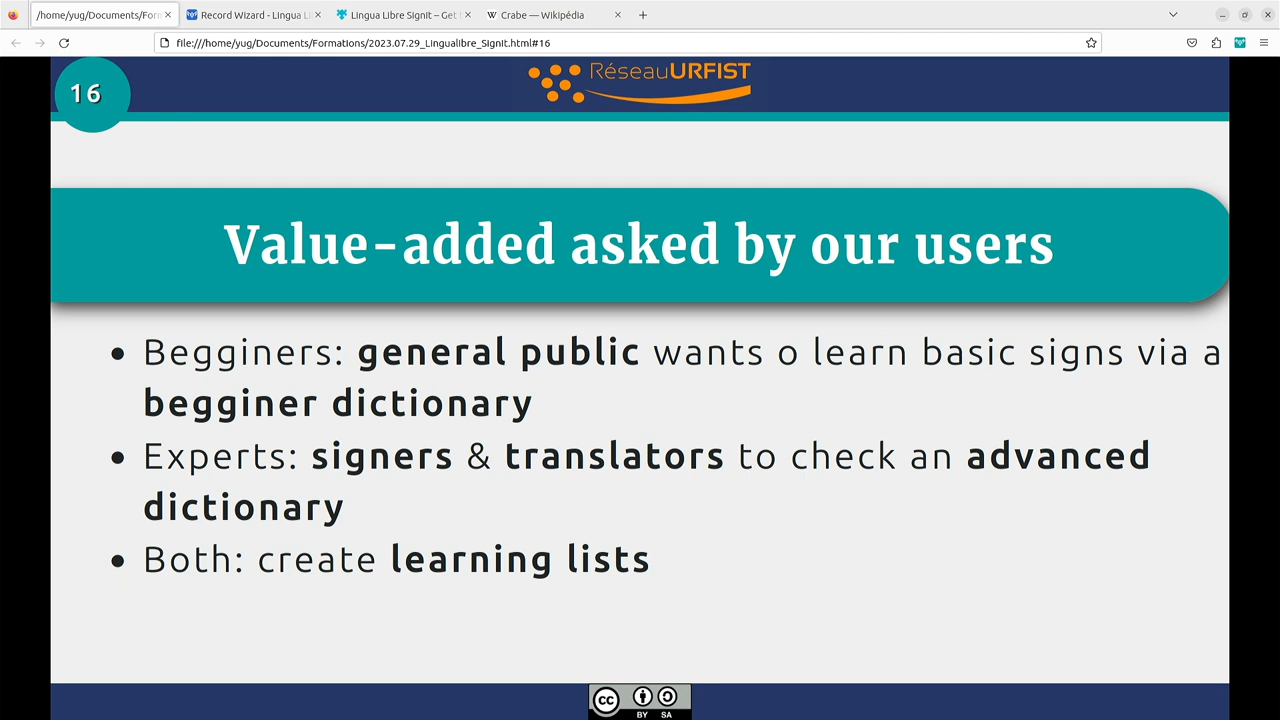 /home/yug/Documents/Form
Record Wizard - Lingua Li
Lingua Libre SignIt – Get
Crabe — Wikipédia
file:///home/yug/Documents/Formations/2023.07.29_Lingualibre_SignIt.html#16
16
RéseauURFIST
Value-added asked by our users
Begginers: general public wants o learn basic signs via a
begginer dictionary
Experts: signers & translators to check an advanced
dictionary
Both: create learning lists
cc
BY SA